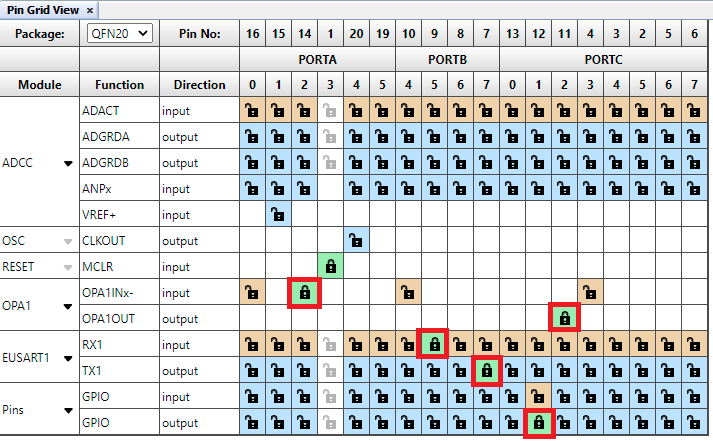 Pin Grid View ×
Package: QFN20 Pin No: 16 15 14 1 20 19 10 9 8 7 13 12 11 4 3 2 5 6
PORTA PORTB PORTC
Module Function Direction 0 1 2 3 4 5 4 5 6 7 0 1 2 3 4 5 6 7
ADCC
ADACT input
ADGRDA output
ADGRDB output
ANPx input
VREF+ input
OSC CLKOUT output
RESET MCLR input
OPA1
OPA1INx- input
OPA1OUT output
EUSART1
RX1 input
TX1 output
Pins
GPIO input
GPIO output